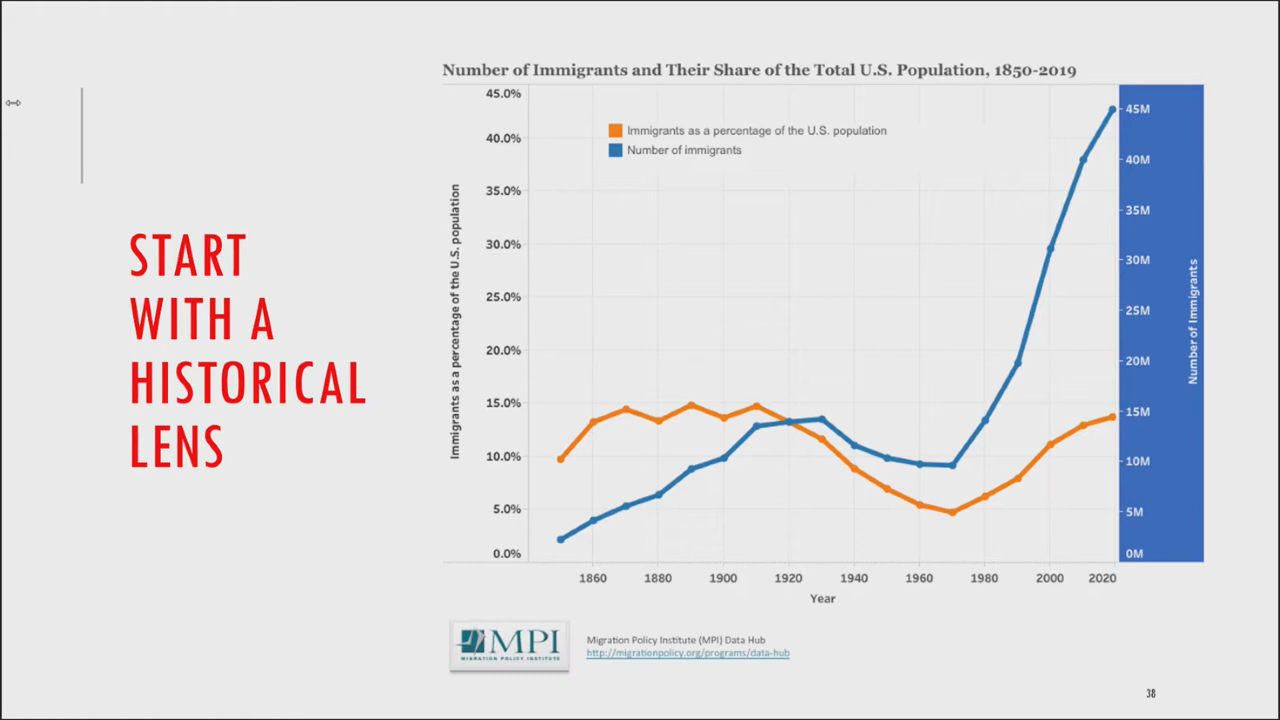 START
WITH A
HISTORICAL
LENS
Number of Immigrants and Their Share of the Total U.S. Population, 1850-2019
Immigrants as a percentage of the U.S. population
Number of immigrants
Immigrants as a percentage of the U.S. population
45.0%
40.0%
35.0%
30.0%
25.0%
20.0%
15.0%
10.0%
5.0%
0.0%
45M
40M
35M
30M
25M
20M
15M
10M
5M
0M
Number of Immigrants
1860 1880 1900 1920 1940 1960 1980 2000 2020
Year
MPI
MIGRATION POLICY INSTITUTE
Migration Policy Institute (MPI) Data Hub
http://migrationpolicy.org/programs/data-hub
38